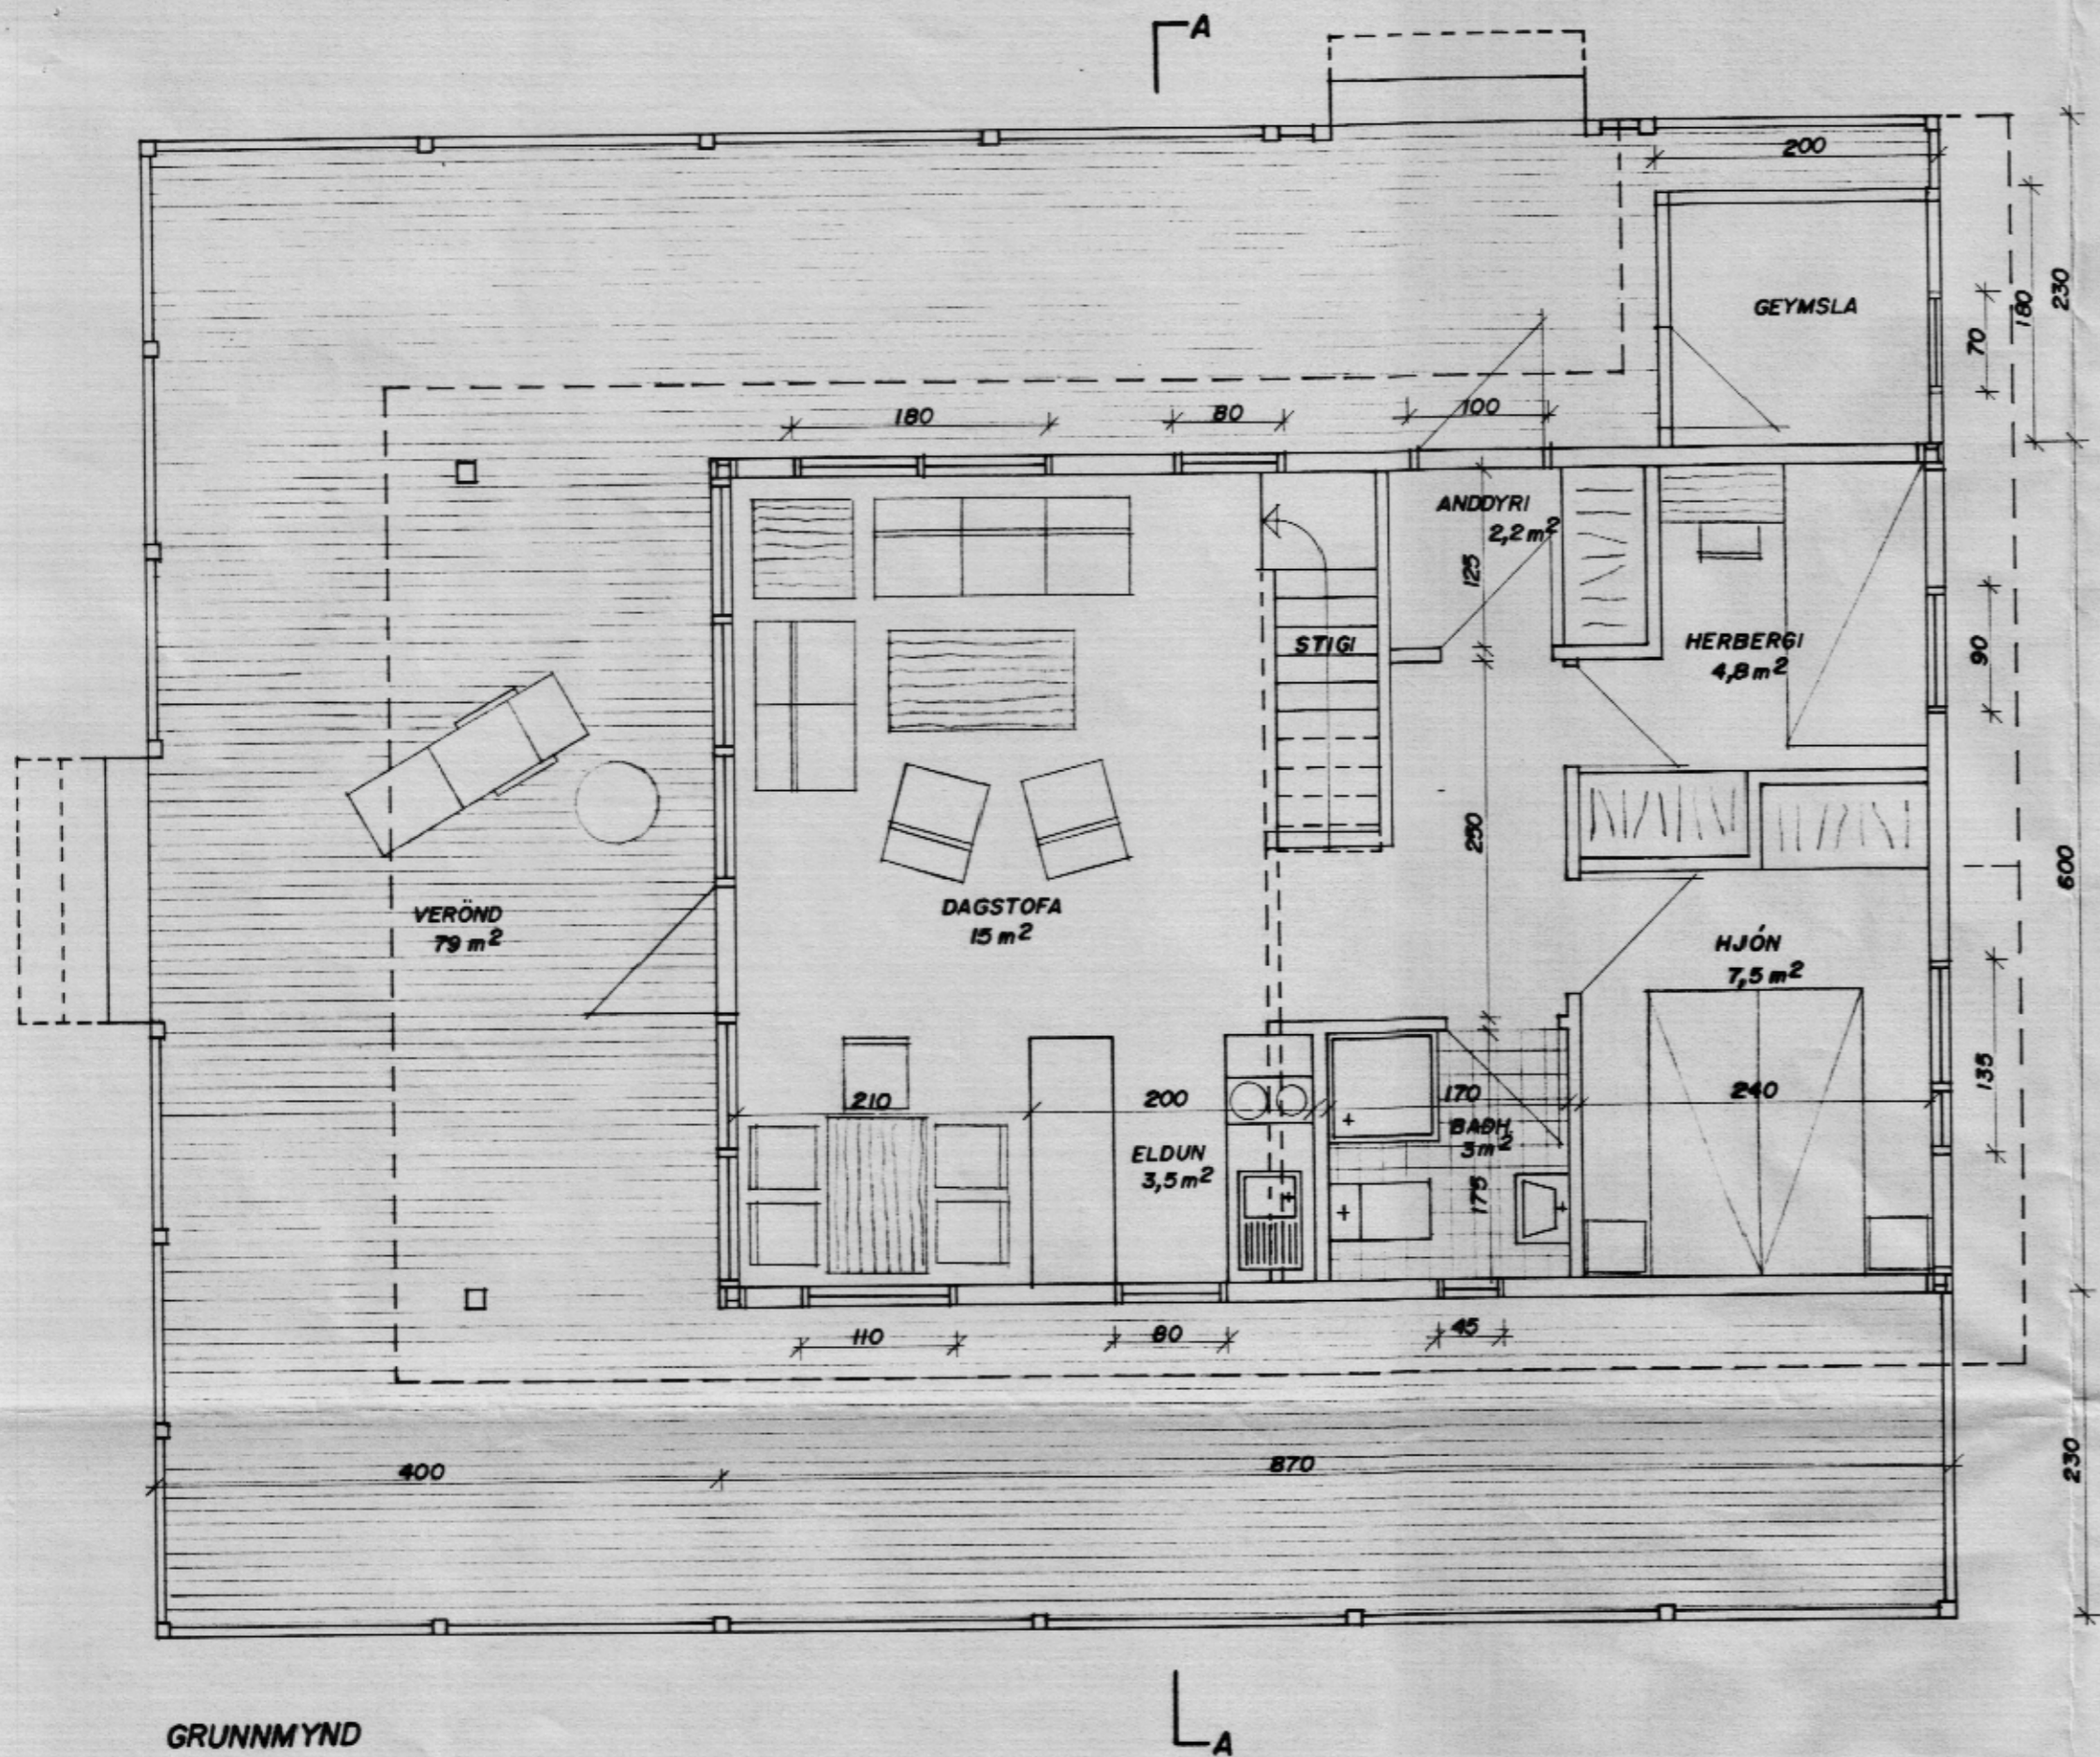 A
200
230
180
70
GEYMSLA
180
80
100
ANDDYRI
2,2 m²
125
STIGI
HERBERGI
4,8 m²
90
250
600
VERÖND
79 m²
DAGSTOFA
15 m²
HJÓN
7,5 m²
135
210
200
170
240
BADH.
3 m²
ELDUN
3,5 m²
175
110
80
45
400
870
230
A
GRUNNMYND